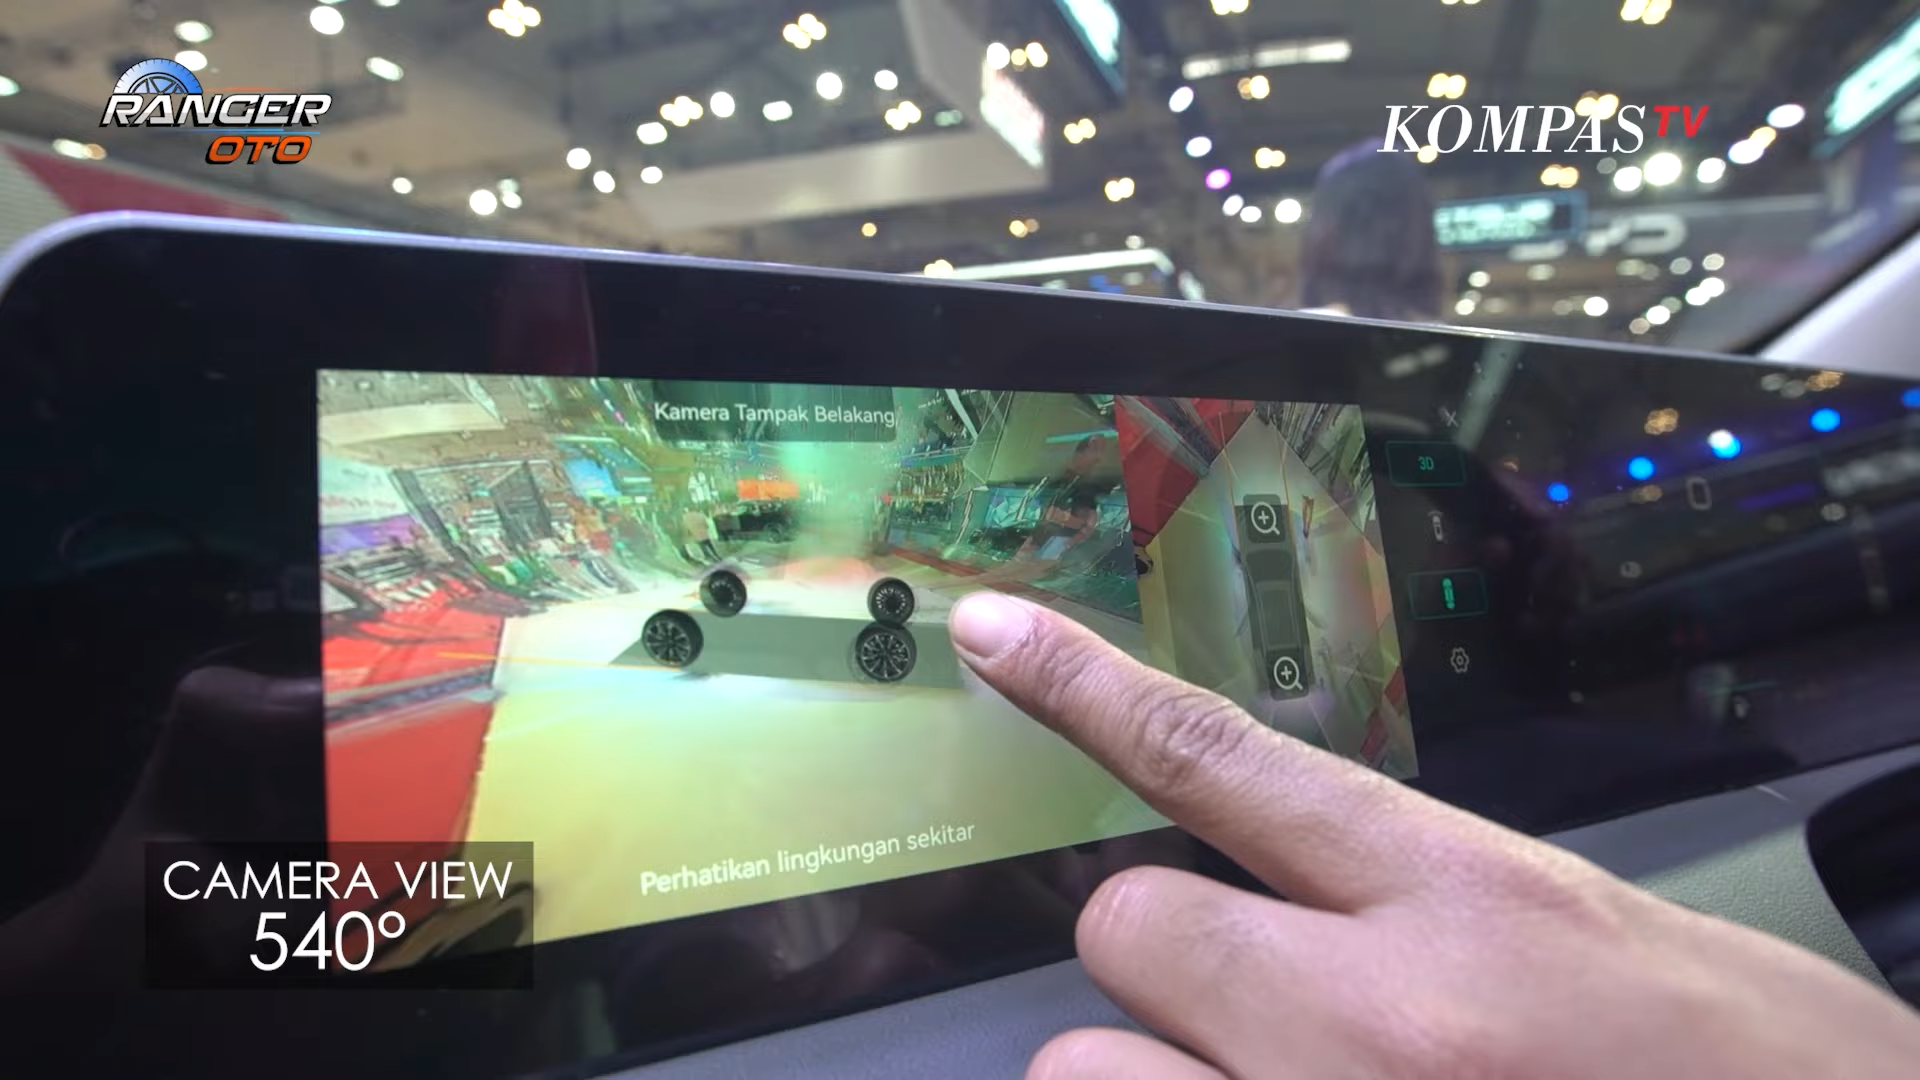 RANGER
OTO
KOMPAS TV
Kamera Tampak Belakang
3D
Perhatikan lingkungan sekitar
CAMERA VIEW
540°